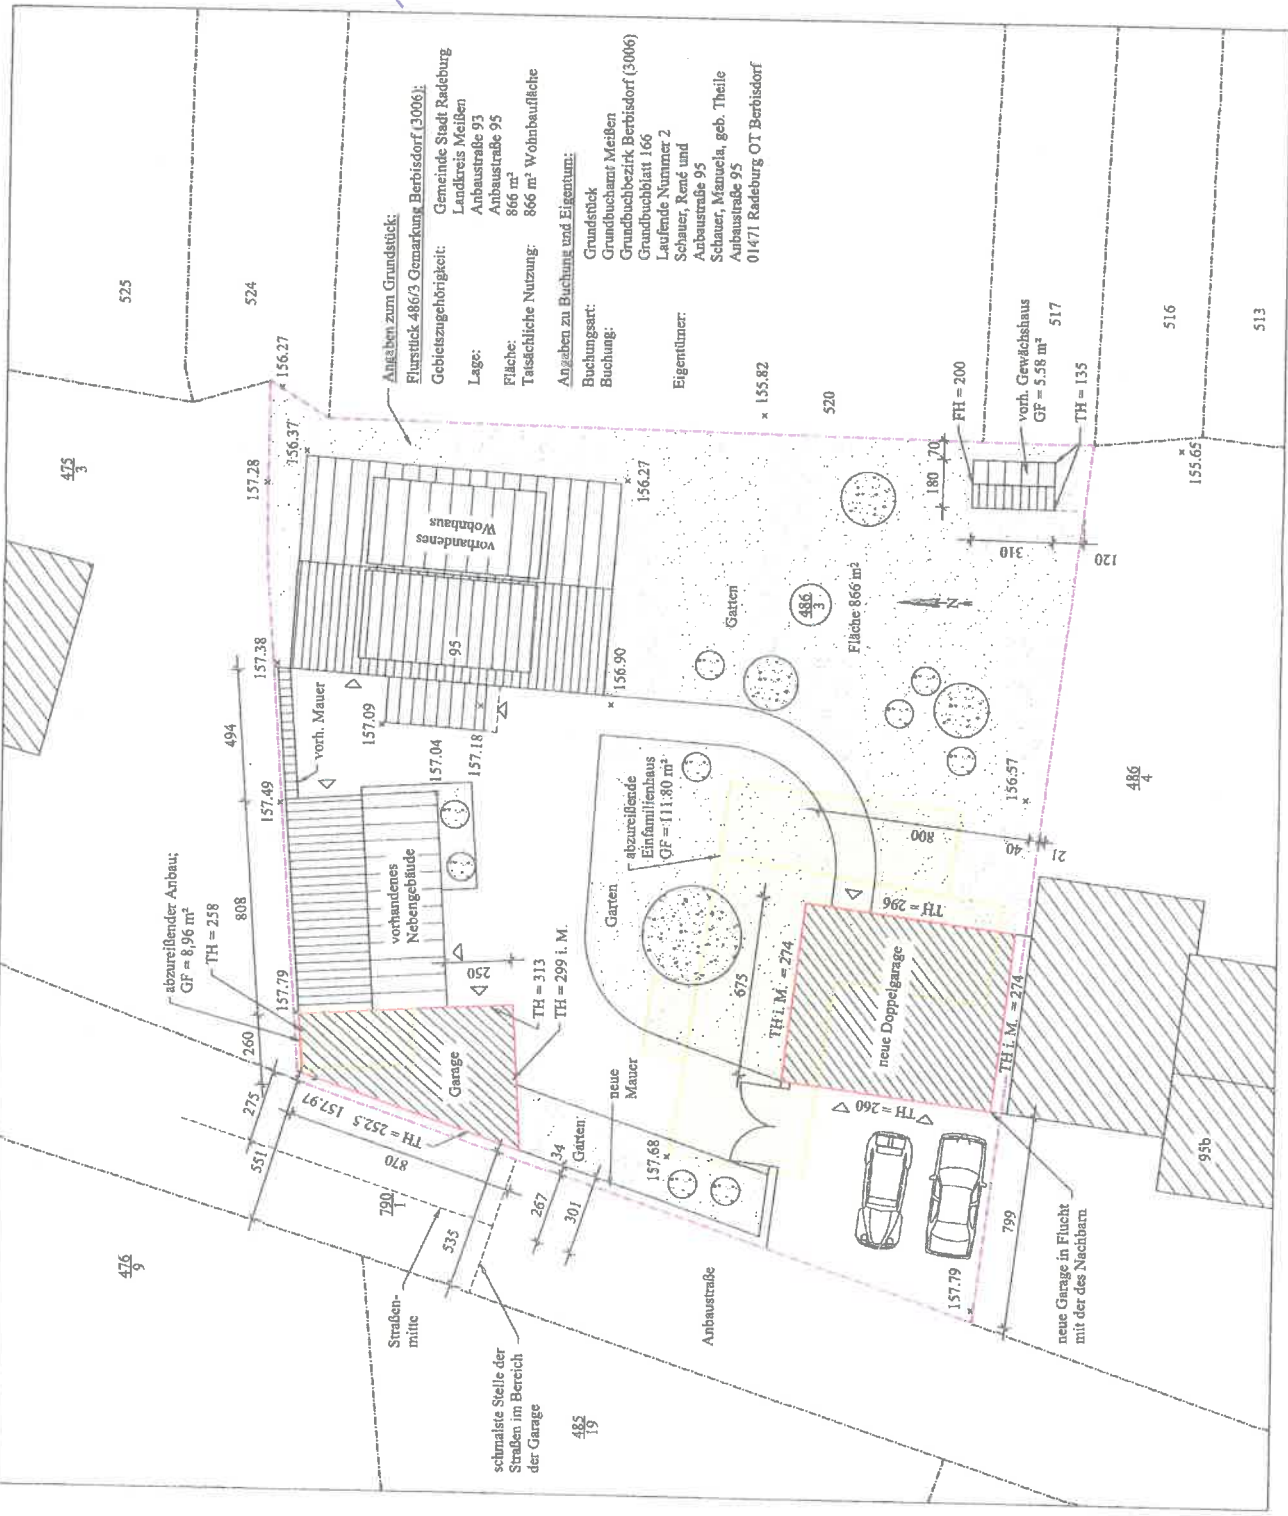 525
524
475
3
476
9
790
1
485
19
Angaben zum Grundstück:
Flurstück 486/3 Gemarkung Berbisdorf (3006):
Gebietszugehörigkeit: Gemeinde Stadt Radeburg
Landkreis Meißen
Lage: Anbaustraße 93
Anbaustraße 95
Fläche: 866 m²
Tatsächliche Nutzung: 866 m² Wohnbaufläche
Angaben zu Buchung und Eigentum:
Buchungsart: Grundstück
Buchung: Grundbuchamt Meißen
Grundbuchbezirk Berbisdorf (3006)
Grundbuchblatt 166
Laufende Nummer 2
Eigentümer: Schauer, René und
Anbaustraße 95
Schauer, Manuela, geb. Theile
Anbaustraße 95
01471 Radeburg OT Berbisdorf
156.27
156.37
157.28
157.38
494
vorh. Mauer
157.49
808
157.79
260
275
551
abzureißender Anbau;
GF = 8,96 m²
TH = 258
vorhandenes
Wohnhaus
95
157.09
157.04
157.18
156.90
156.27
vorhandenes
Nebengebäude
250
TH = 313
TH = 299 i. M.
Garage
TH = 252.5
157.97
870
535
34
267
301
Straßen-
mitte
schmalste Stelle der
Straßen im Bereich
der Garage
Garten
neue
Mauer
157.68
Anbaustraße
Garten
abzureißende
Einfamilienhaus
GF = 111.80 m²
675
TH i. M. = 274
neue Doppelgarage
TH = 296
TH i. M. = 274
TH = 260
800
40
21
156.57
Garten
486
3
Fläche 866 m²
N
155.82
520
FH = 200
70
180
310
120
vorh. Gewächshaus
GF = 5.58 m²
TH = 135
517
516
513
155.65
486
4
95b
799
157.79
neue Garage in Flucht
mit der des Nachbarn